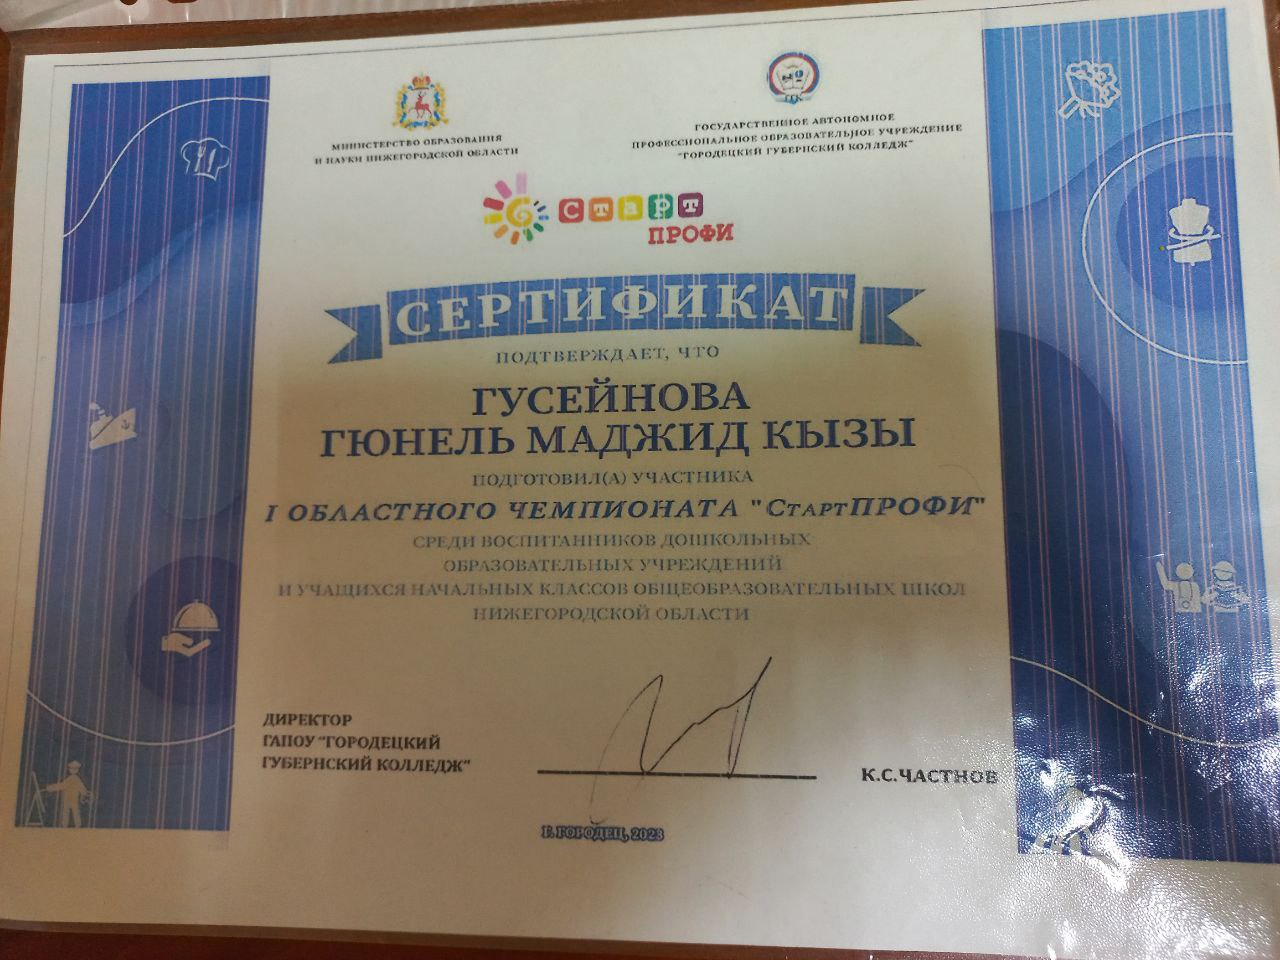 МИНИСТЕРСТВО ОБРАЗОВАНИЯ
И НАУКИ НИЖЕГОРОДСКОЙ ОБЛАСТИ
ГОСУДАРСТВЕННОЕ АВТОНОМНОЕ
ПРОФЕССИОНАЛЬНОЕ ОБРАЗОВАТЕЛЬНОЕ УЧРЕЖДЕНИЕ
"ГОРОДЕЦКИЙ ГУБЕРНСКИЙ КОЛЛЕДЖ"
СТАРТ
ПРОФИ
СЕРТИФИКАТ
ПОДТВЕРЖДАЕТ, ЧТО
ГУСЕЙНОВА
ГЮНЕЛЬ МАДЖИД КЫЗЫ
ПОДГОТОВИЛ(А) УЧАСТНИКА
I ОБЛАСТНОГО ЧЕМПИОНАТА "СтартПРОФИ"
СРЕДИ ВОСПИТАННИКОВ ДОШКОЛЬНЫХ
ОБРАЗОВАТЕЛЬНЫХ УЧРЕЖДЕНИЙ
И УЧАЩИХСЯ НАЧАЛЬНЫХ КЛАССОВ ОБЩЕОБРАЗОВАТЕЛЬНЫХ ШКОЛ
НИЖЕГОРОДСКОЙ ОБЛАСТИ
ДИРЕКТОР
ГАПОУ "ГОРОДЕЦКИЙ
ГУБЕРНСКИЙ КОЛЛЕДЖ"
К.С.ЧАСТНОВ
Г. ГОРОДЕЦ, 2023